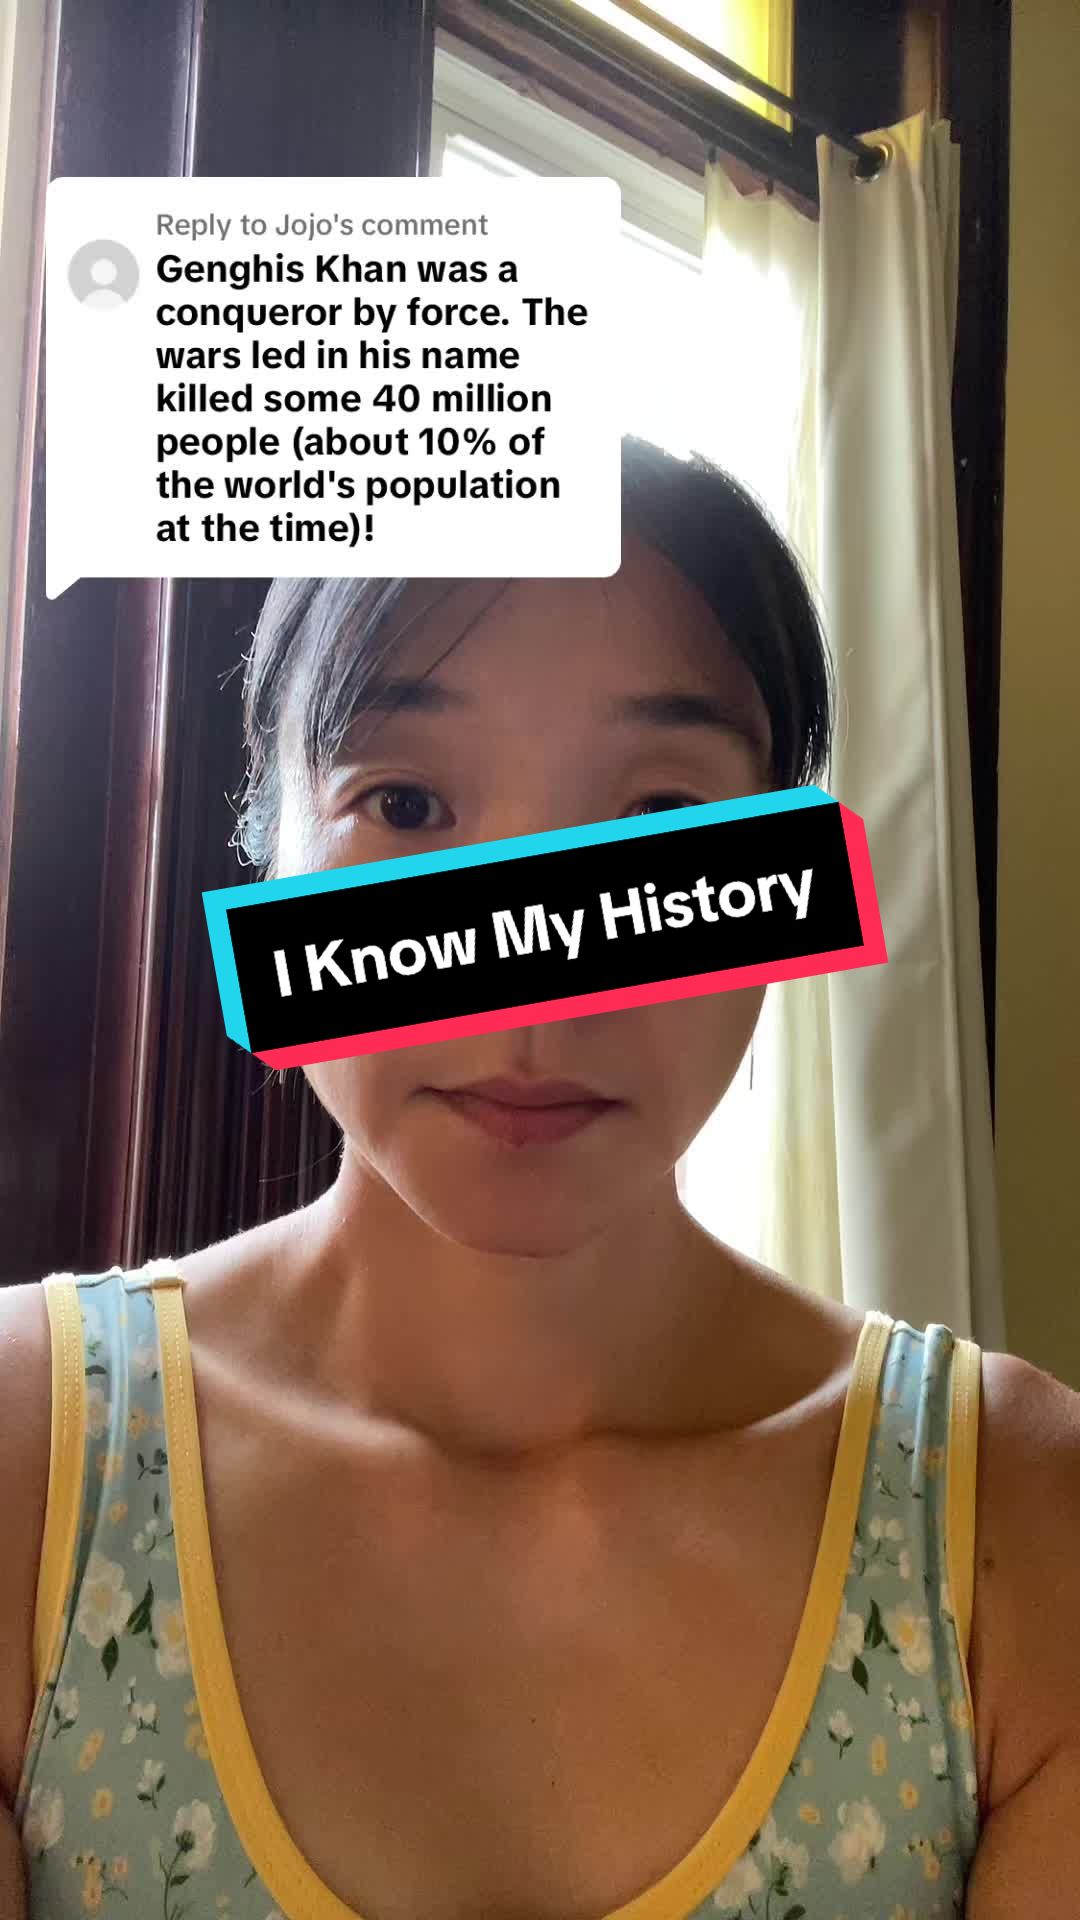 Reply to Jojo's comment
Genghis Khan was a
conqueror by force. The
wars led in his name
killed some 40 million
people (about 10% of
the world's population
at the time)!
I Know My History